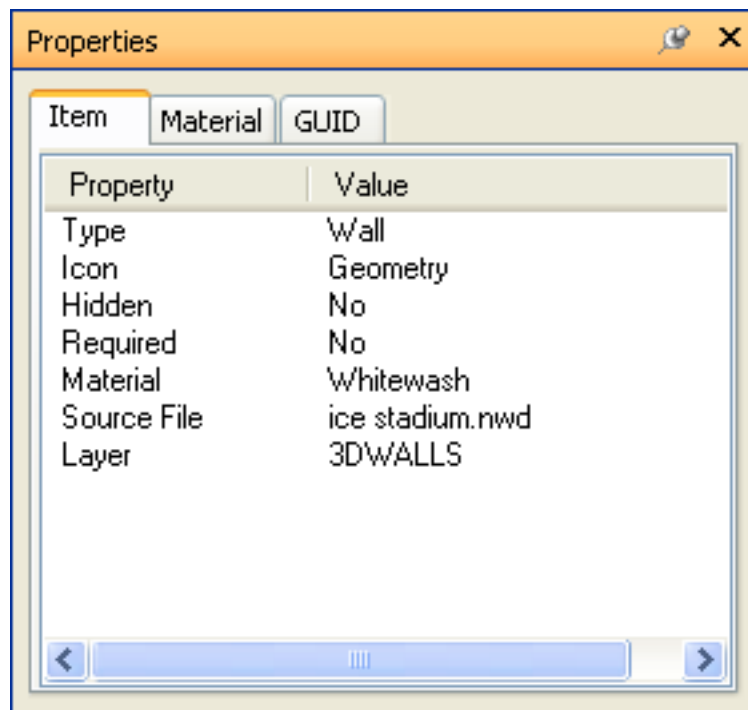 Properties
Item Material GUID
Property Value
Type Wall
Icon Geometry
Hidden No
Required No
Material Whitewash
Source File ice stadium.nwd
Layer 3DWALLS